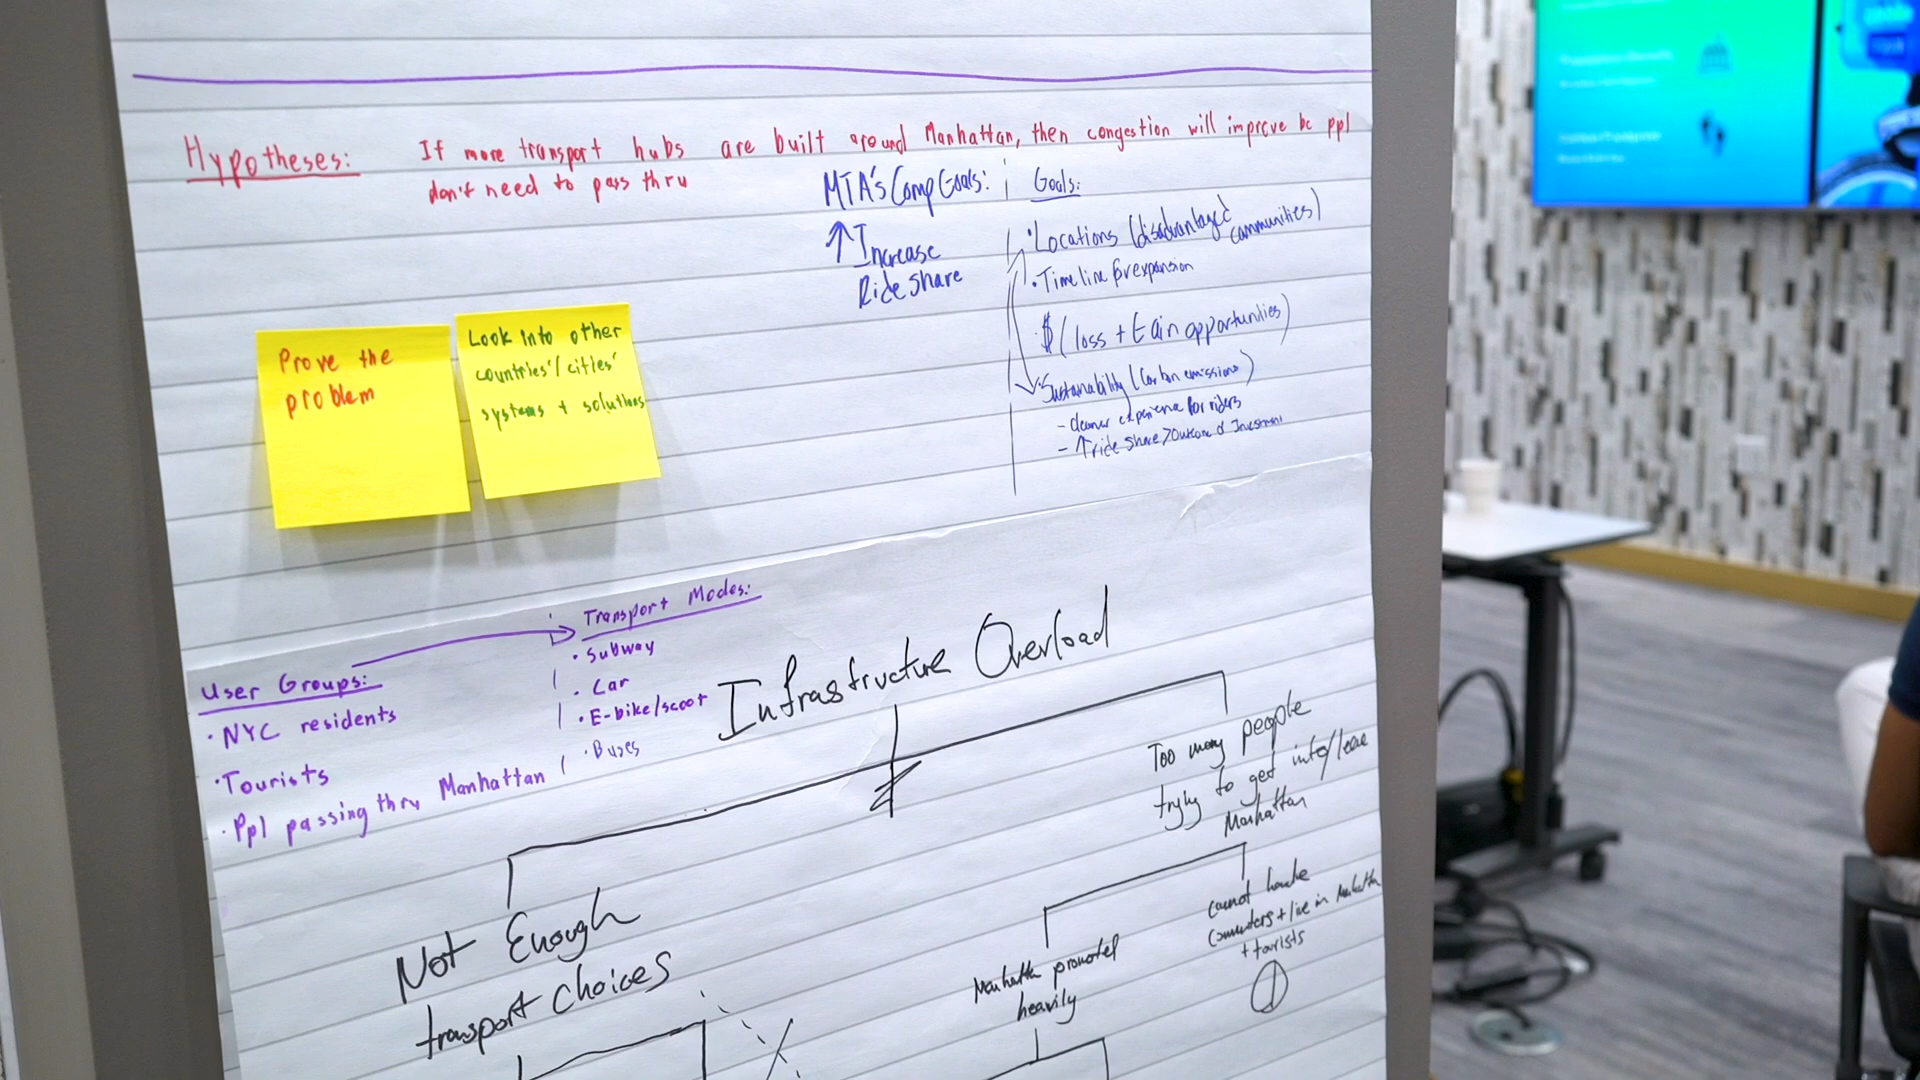 Hypotheses: If more transport hubs are built around Manhattan, then congestion will improve bc ppl
don't need to pass thru
MTA's Comp Goals:
↑ Increase
Ride Share
Goals:
· Locations (disadvantaged
communities)
· Timeline for expansion
$ (loss + Gain opportunities)
· Sustainability (Carbon emissions)
- cleaner experience for riders
- ↑ ride share > Outcome of Investment
Prove the
problem
Look into other
countries'/cities'
systems + solutions
User Groups:
· NYC residents
· Tourists
· Ppl passing thru Manhattan
Transport Modes:
· Subway
· Car
· E-bike/scoot
· Buses
Infrastructure Overload
Not Enough
transport choices
Too many people
trying to get into/leave
Manhattan
Manhattan promoted
heavily
cannot handle
commuters + live in Manhattan
+ tourists